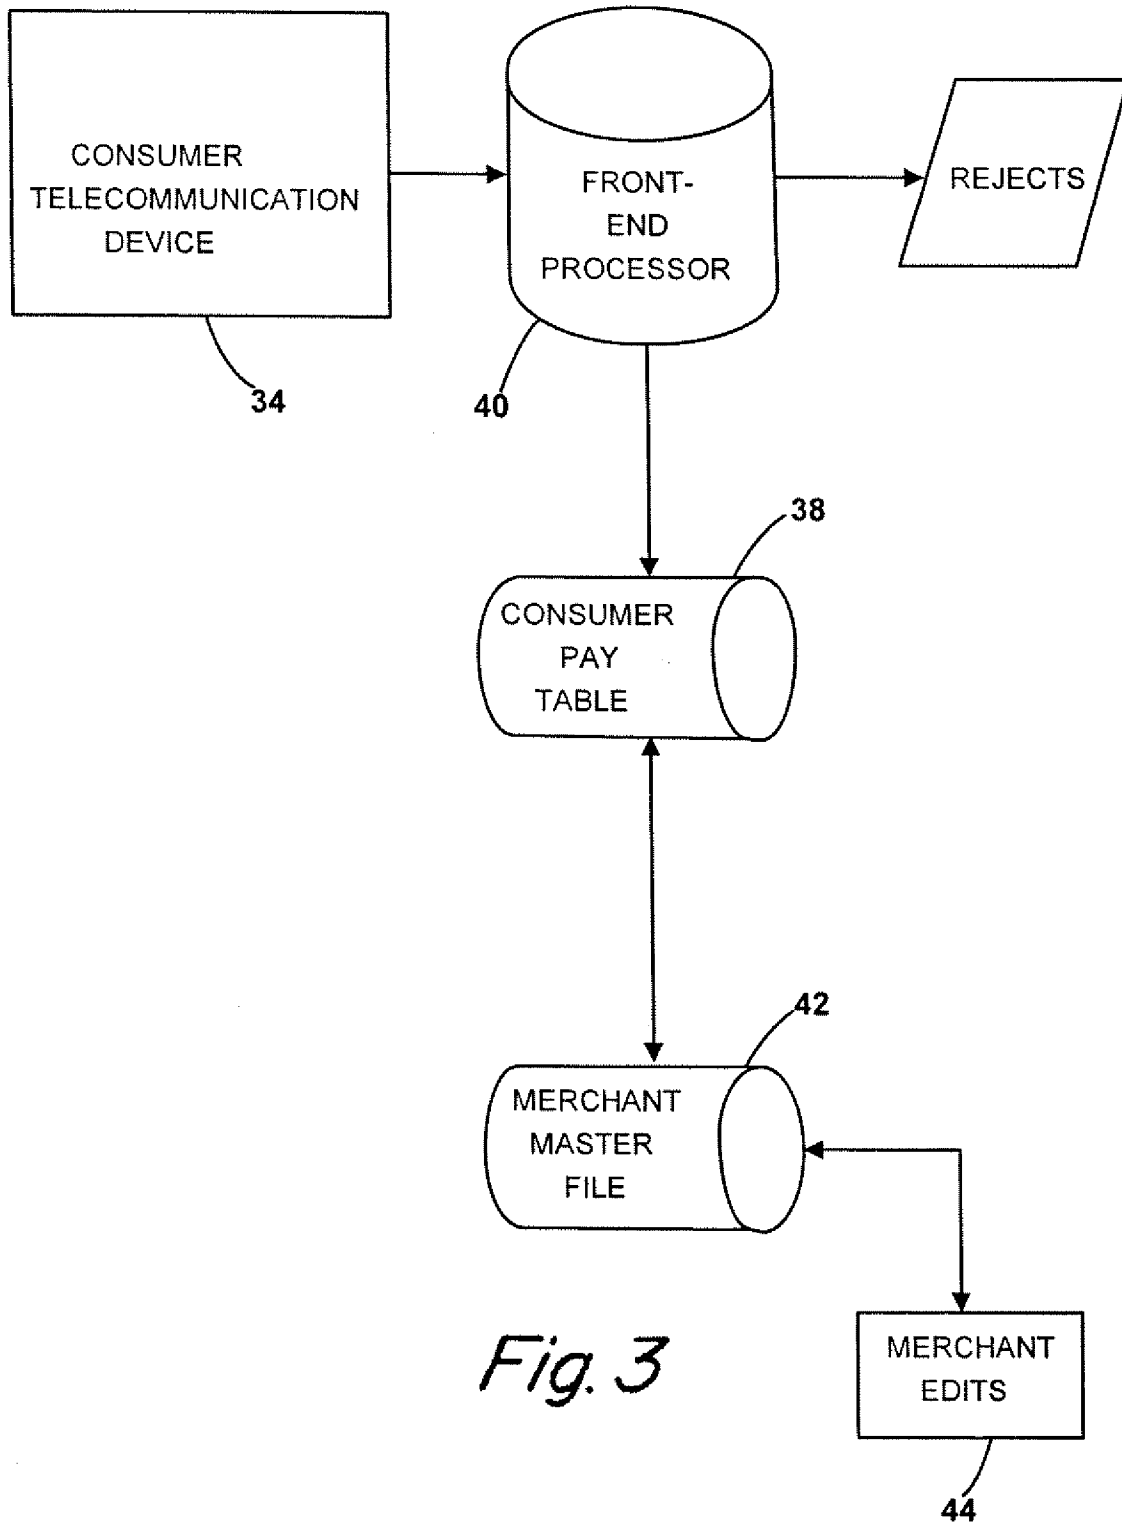 CONSUMER
TELECOMMUNICATION
DEVICE
34
FRONT-
END
PROCESSOR
40
REJECTS
38
CONSUMER
PAY
TABLE
42
MERCHANT
MASTER
FILE
MERCHANT
EDITS
44
Fig. 3